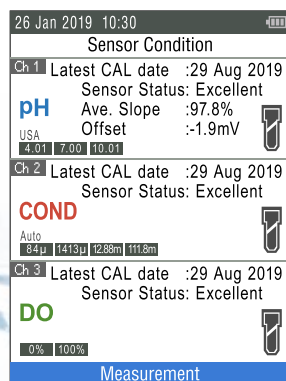 26 Jan 2019 10:30
Sensor Condition
Ch 1 Latest CAL date :29 Aug 2019
Sensor Status: Excellent
pH Ave. Slope :97.8%
Offset :-1.9mV
USA
4.01 7.00 10.01
Ch 2 Latest CAL date :29 Aug 2019
Sensor Status: Excellent
COND
Auto
84µ 1413µ 12.88m 111.8m
Ch 3 Latest CAL date :29 Aug 2019
Sensor Status: Excellent
DO
0% 100%
Measurement